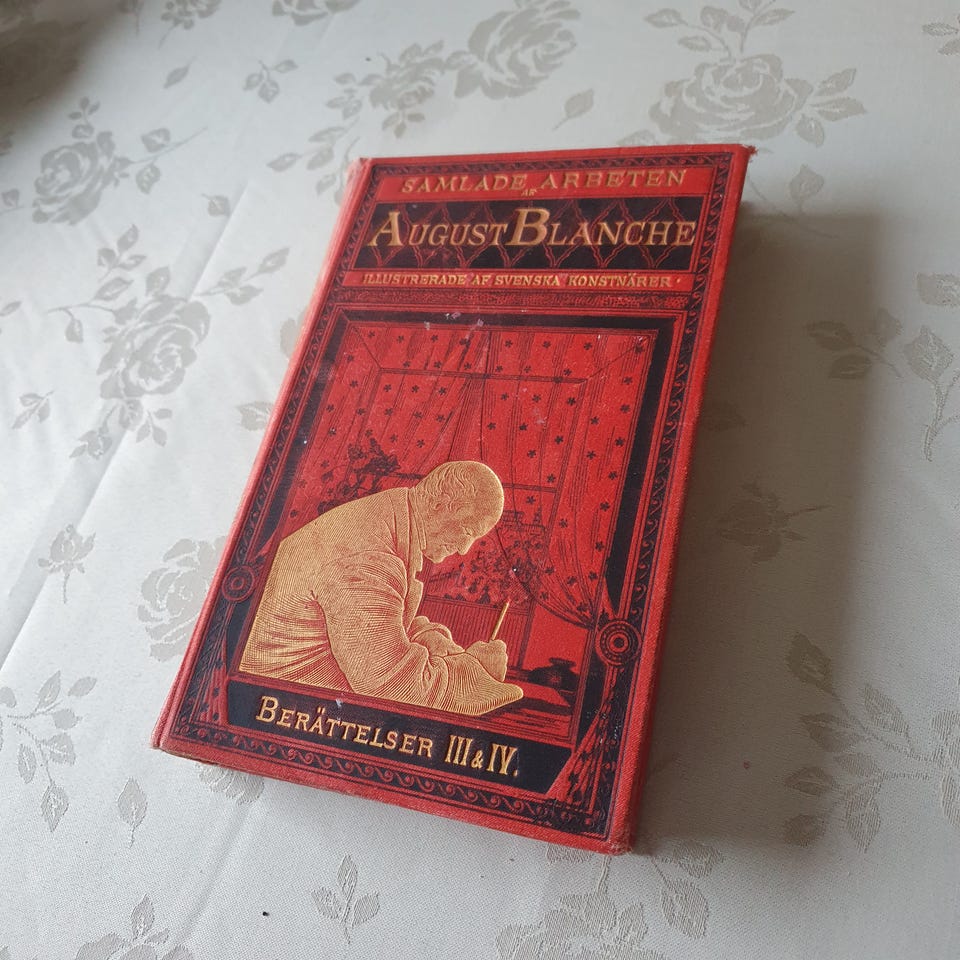 SAMLADE ARBETEN
AF
AUGUST BLANCHE
ILLUSTRERADE AF SVENSKA KONSTNÄRER
BERÄTTELSER III & IV.